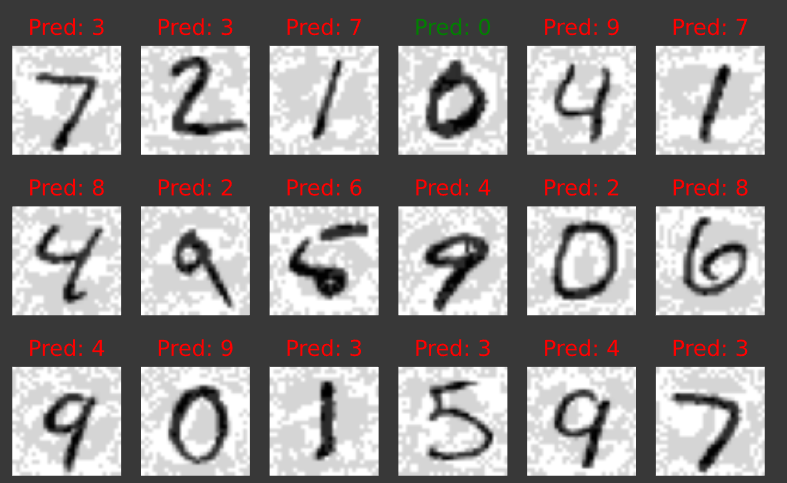 Pred: 3 Pred: 3 Pred: 7 Pred: 0 Pred: 9 Pred: 7
7 2 1 0 4 1
Pred: 8 Pred: 2 Pred: 6 Pred: 4 Pred: 2 Pred: 8
4 9 5 9 0 6
Pred: 4 Pred: 9 Pred: 3 Pred: 3 Pred: 4 Pred: 3
9 0 1 5 9 7